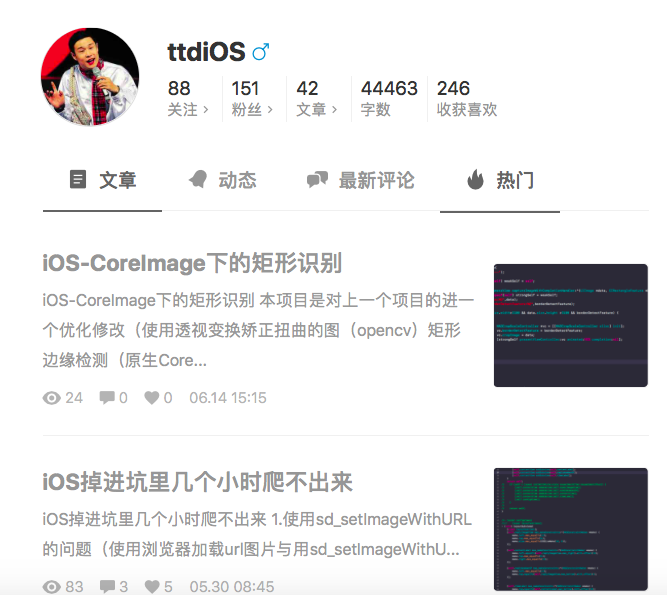 ttdiOS
88 151 42 44463 246
关注 粉丝 文章 字数 收获喜欢
文章 动态 最新评论 热门
iOS-CoreImage下的矩形识别
iOS-CoreImage下的矩形识别 本项目是对上一个项目的进一
个优化修改（使用透视变换矫正扭曲的图（opencv）矩形
边缘检测（原生Core...
24 0 0 06.14 15:15
iOS掉进坑里几个小时爬不出来
iOS掉进坑里几个小时爬不出来 1.使用sd_setImageWithURL
的问题（使用浏览器加载url图片与用sd_setImageWithU...
83 3 5 05.30 08:45